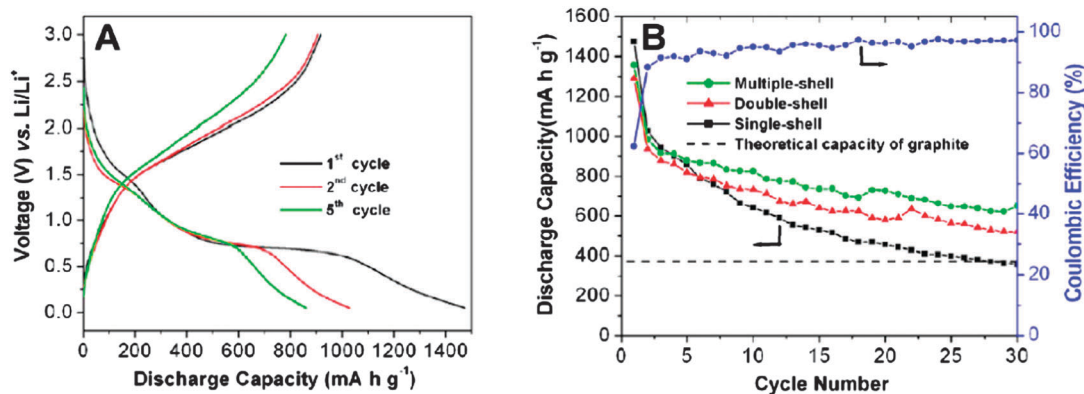 A
Voltage (V) vs. Li/Li⁺
3.0
2.5
2.0
1.5
1.0
0.5
0.0
1ˢᵗ cycle
2ⁿᵈ cycle
5ᵗʰ cycle
0 200 400 600 800 1000 1200 1400
Discharge Capacity (mA h g⁻¹)
B
Discharge Capacity(mA h g⁻¹)
1600
1400
1200
1000
800
600
400
200
0
Multiple-shell
Double-shell
Single-shell
Theoretical capacity of graphite
0 5 10 15 20 25 30
Cycle Number
100
80
60
40
20
0
Coulombic Efficiency (%)